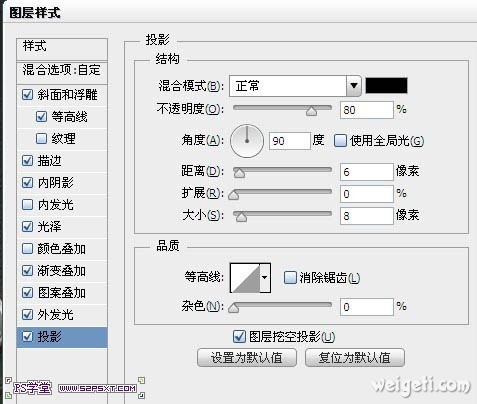 图层样式
样式
混合选项:自定
斜面和浮雕
等高线
纹理
描边
内阴影
内发光
光泽
颜色叠加
渐变叠加
图案叠加
外发光
投影
投影
结构
混合模式(B): 正常
不透明度(O): 80 %
角度(A): 90 度 使用全局光(G)
距离(D): 6 像素
扩展(R): 0 %
大小(S): 8 像素
品质
等高线: 消除锯齿(L)
杂色(N): 0 %
图层挖空投影(U)
设置为默认值 复位为默认值
PS学堂 WWW.52PSXT.COM
weigeti.com